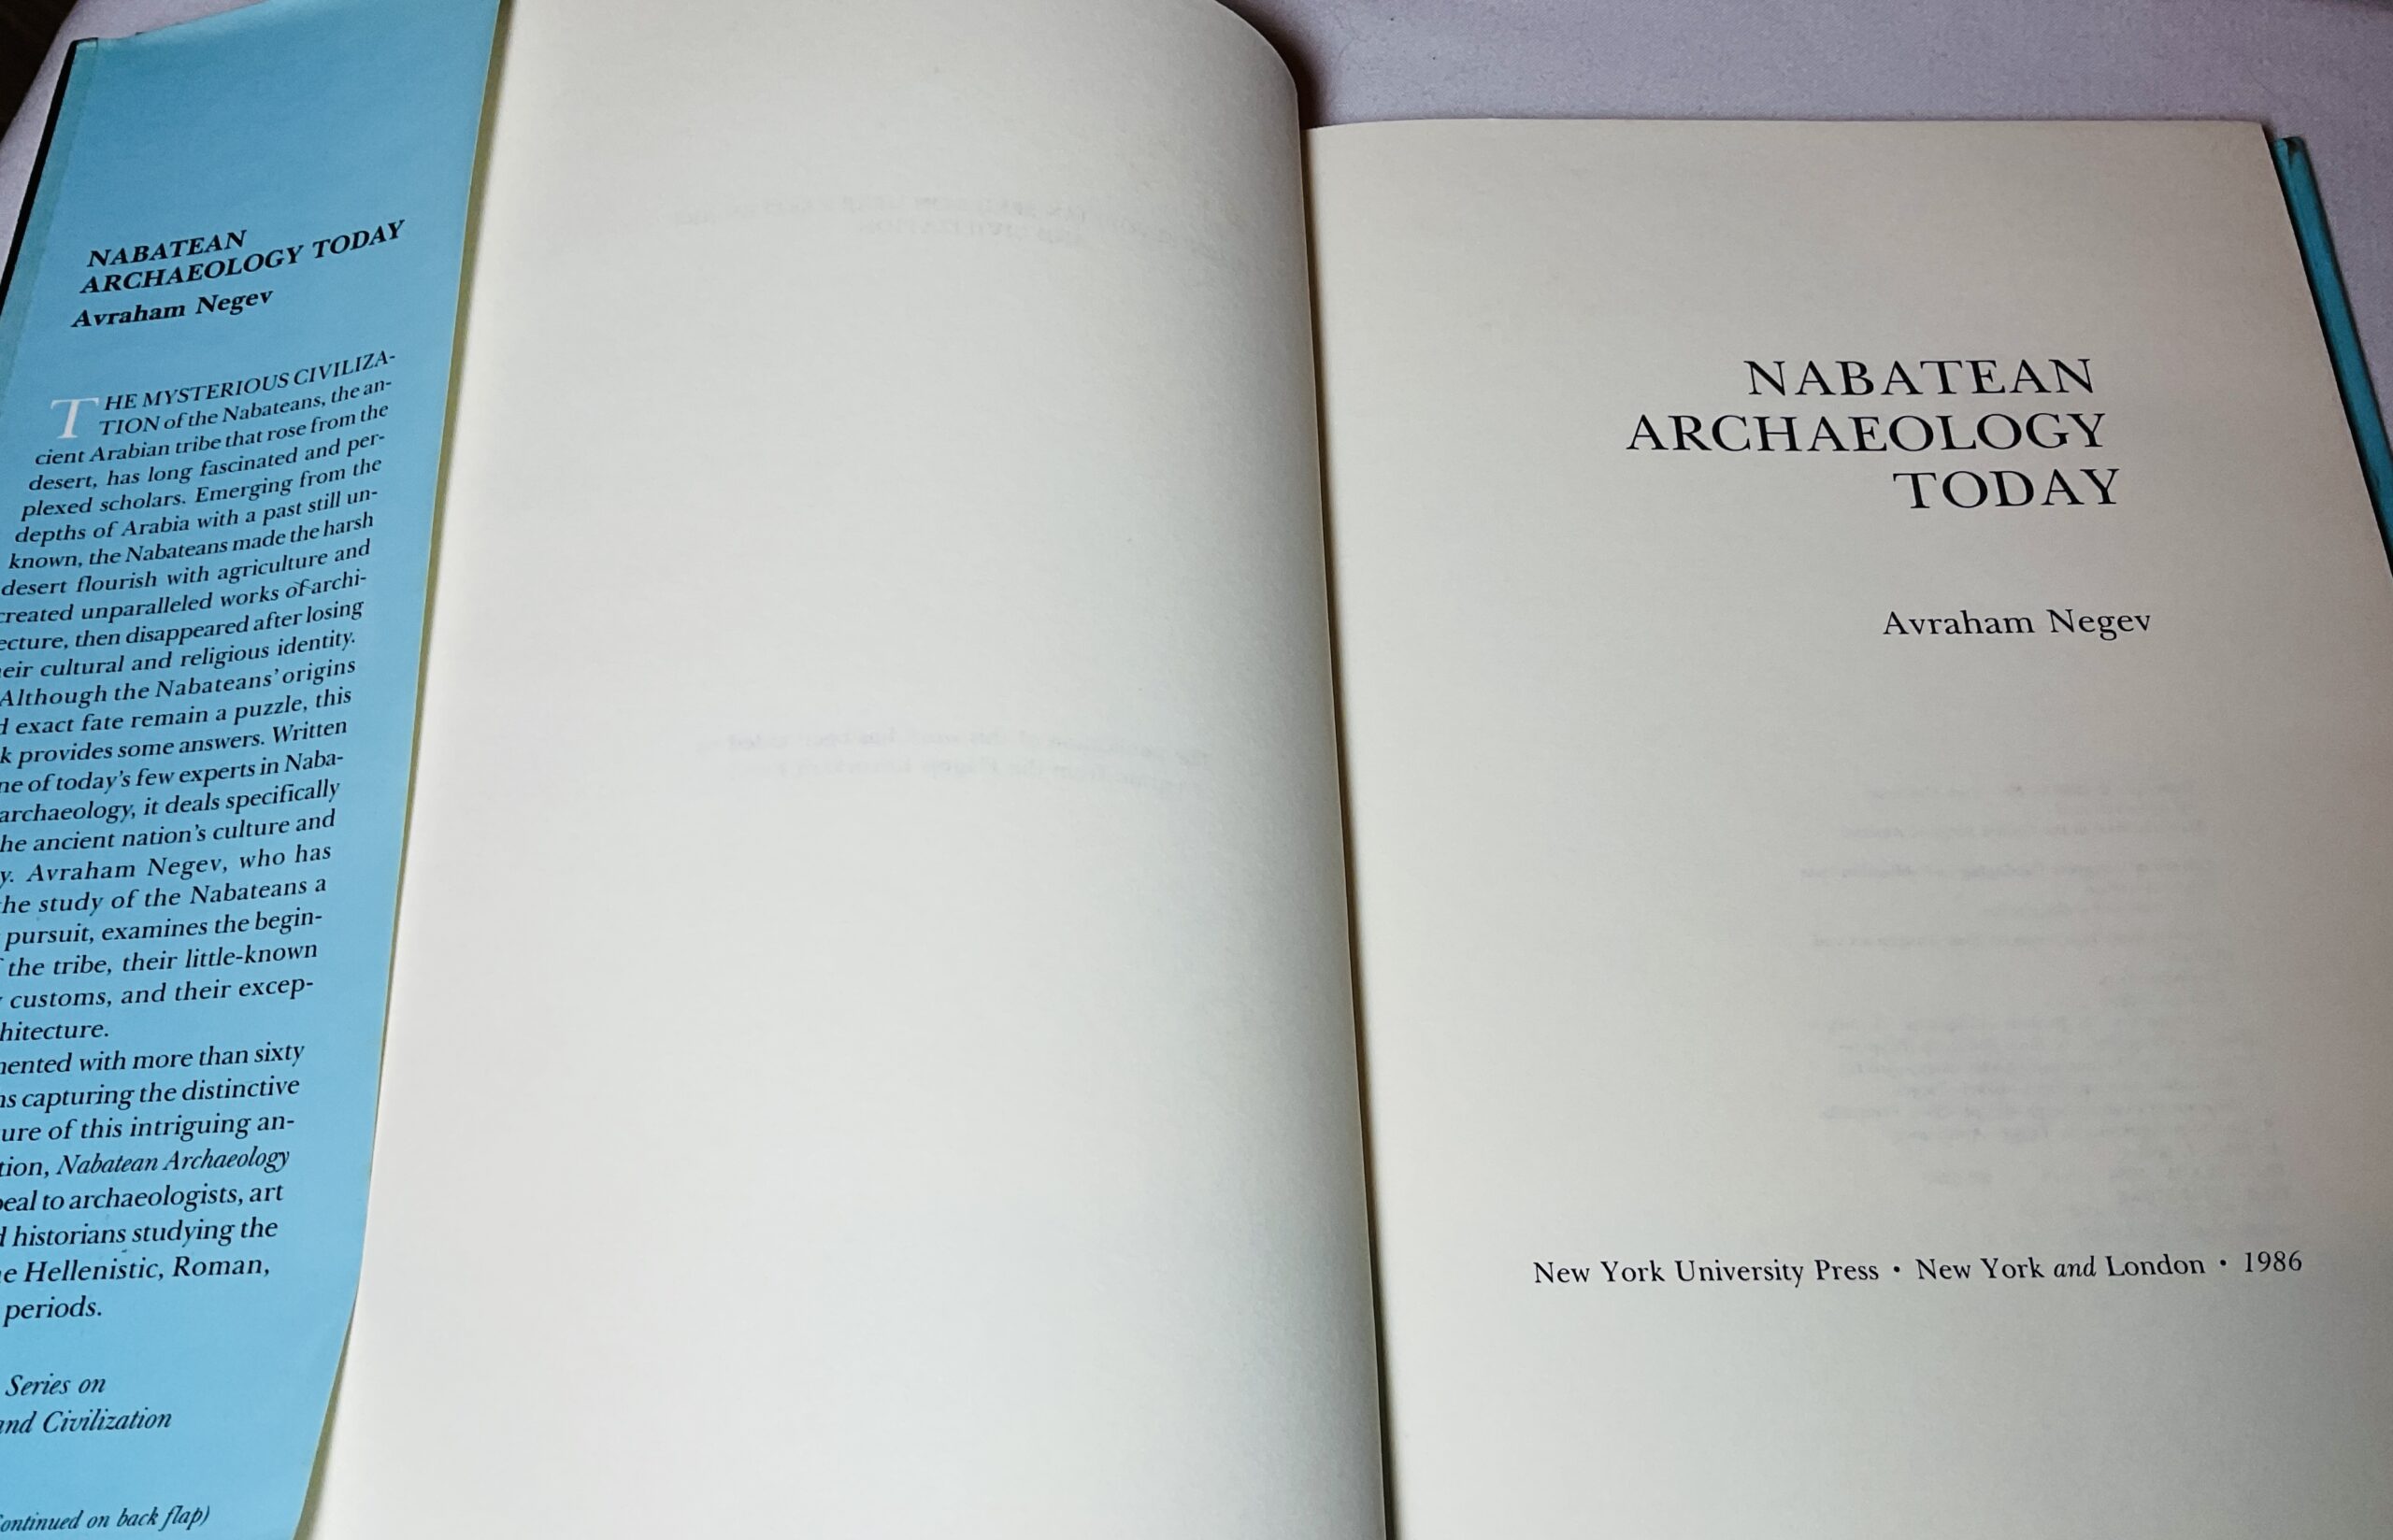 NABATEAN
ARCHAEOLOGY TODAY
Avraham Negev
THE MYSTERIOUS CIVILIZA-
TION of the Nabateans, the an-
cient Arabian tribe that rose from the
desert, has long fascinated and per-
plexed scholars. Emerging from the
depths of Arabia with a past still un-
known, the Nabateans made the harsh
desert flourish with agriculture and
created unparalleled works of archi-
ecture, then disappeared after losing
eir cultural and religious identity.
Although the Nabateans' origins
d exact fate remain a puzzle, this
k provides some answers. Written
ne of today's few experts in Naba-
archaeology, it deals specifically
he ancient nation's culture and
y. Avraham Negev, who has
he study of the Nabateans a
pursuit, examines the begin-
the tribe, their little-known
customs, and their excep-
hitecture.
mented with more than sixty
ns capturing the distinctive
ure of this intriguing an-
tion, Nabatean Archaeology
peal to archaeologists, art
d historians studying the
e Hellenistic, Roman,
periods.
Series on
and Civilization
ontinued on back flap)
NABATEAN
ARCHAEOLOGY
TODAY
Avraham Negev
New York University Press • New York and London • 1986